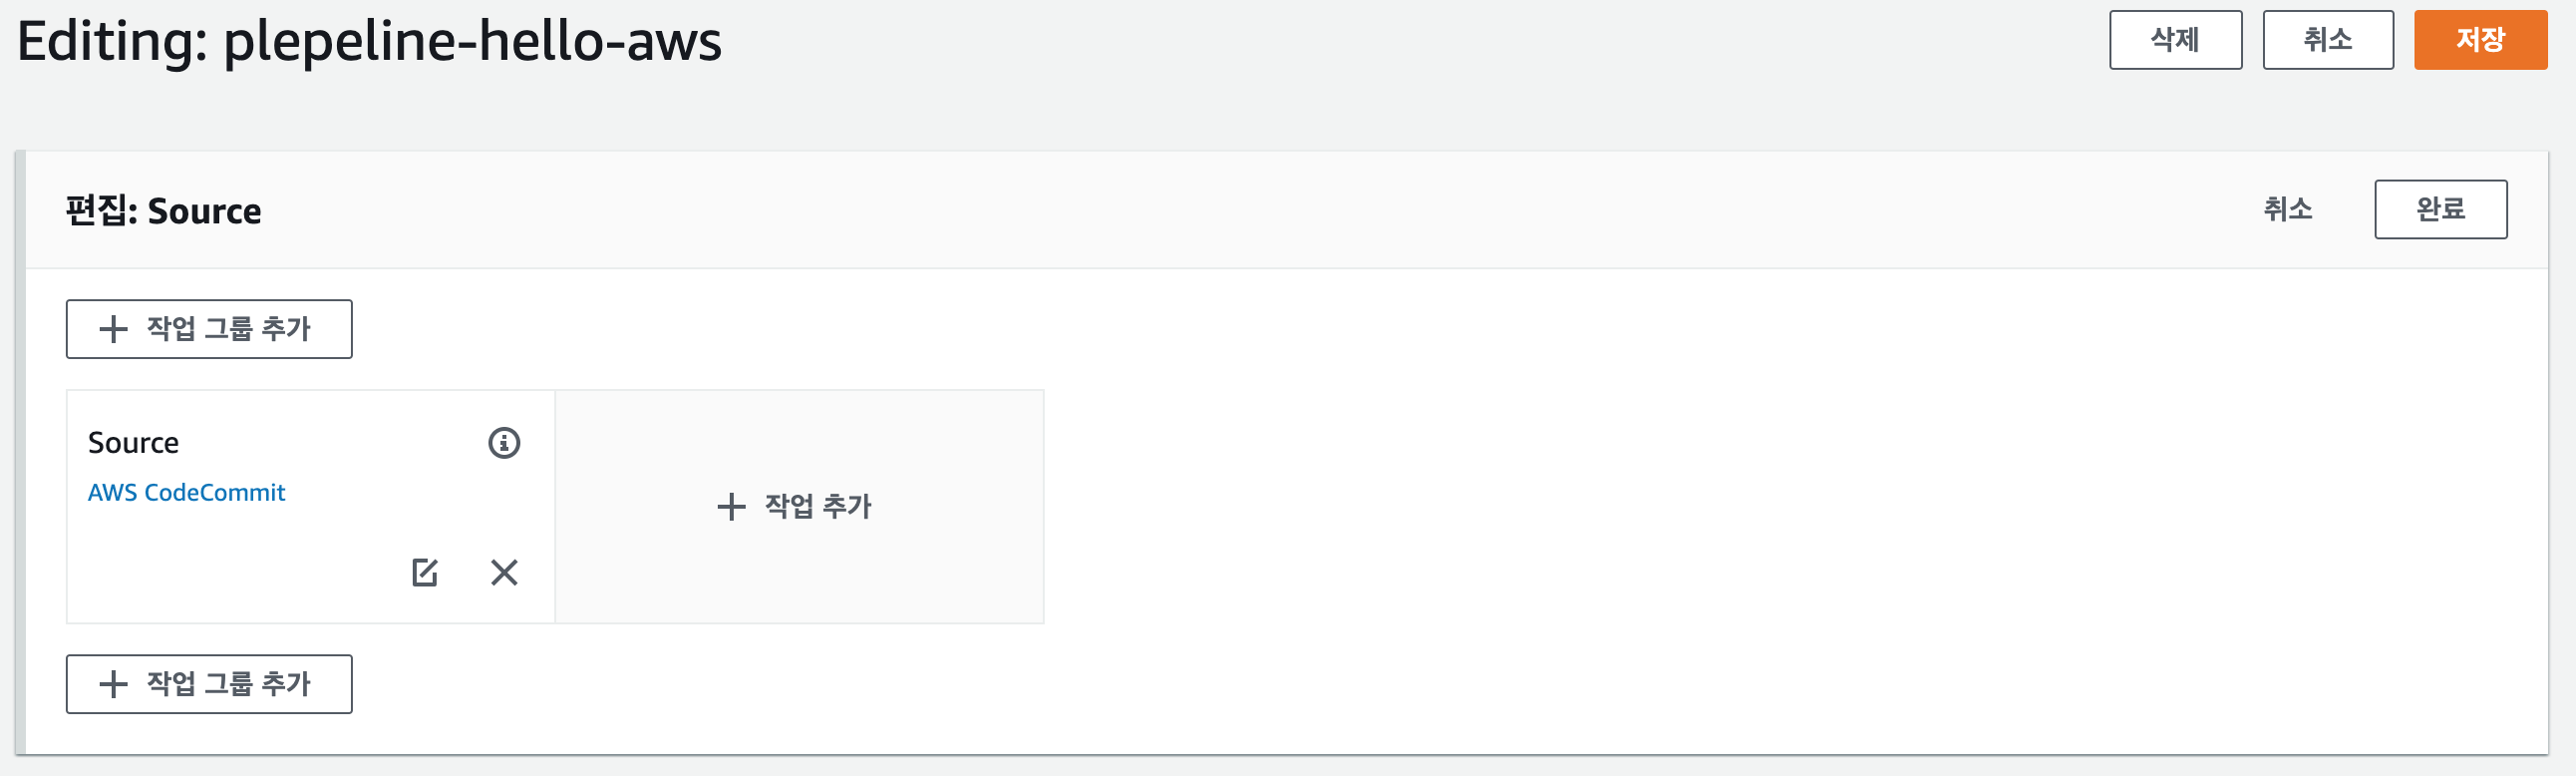 Editing: plepeline-hello-aws
삭제
취소
저장
편집: Source
취소
완료
작업 그룹 추가
Source
AWS CodeCommit
작업 추가
작업 그룹 추가